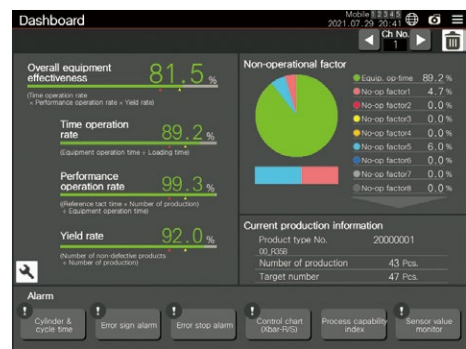 Dashboard
Mobile 1 2 3 4 5
2021.07.29 20:41
Ch No.
1
Overall equipment
effectiveness
81.5 %
(Time operation rate
× Performance operation rate × Yield rate)
Time operation
rate
89.2 %
(Equipment operation time ÷ Loading time)
Performance
operation rate
99.3 %
((Reference tact time × Number of production)
÷ Equipment operation time)
Yield rate
92.0 %
(Number of non-defective products
÷ Number of production)
Non-operational factor
Equip. op-time 89.2 %
No-op factor1 4.7 %
No-op factor2 0.0 %
No-op factor3 0.0 %
No-op factor4 0.0 %
No-op factor5 6.0 %
No-op factor6 0.0 %
No-op factor7 0.0 %
No-op factor8 0.0 %
Current production information
Product type No. 20000001
00_R35B
Number of production 43 Pcs.
Target number 47 Pcs.
Alarm
! Cylinder &
cycle time
! Error sign alarm
! Error stop alarm
! Control chart
(Xbar-R/S)
Process capability
index
! Sensor value
monitor